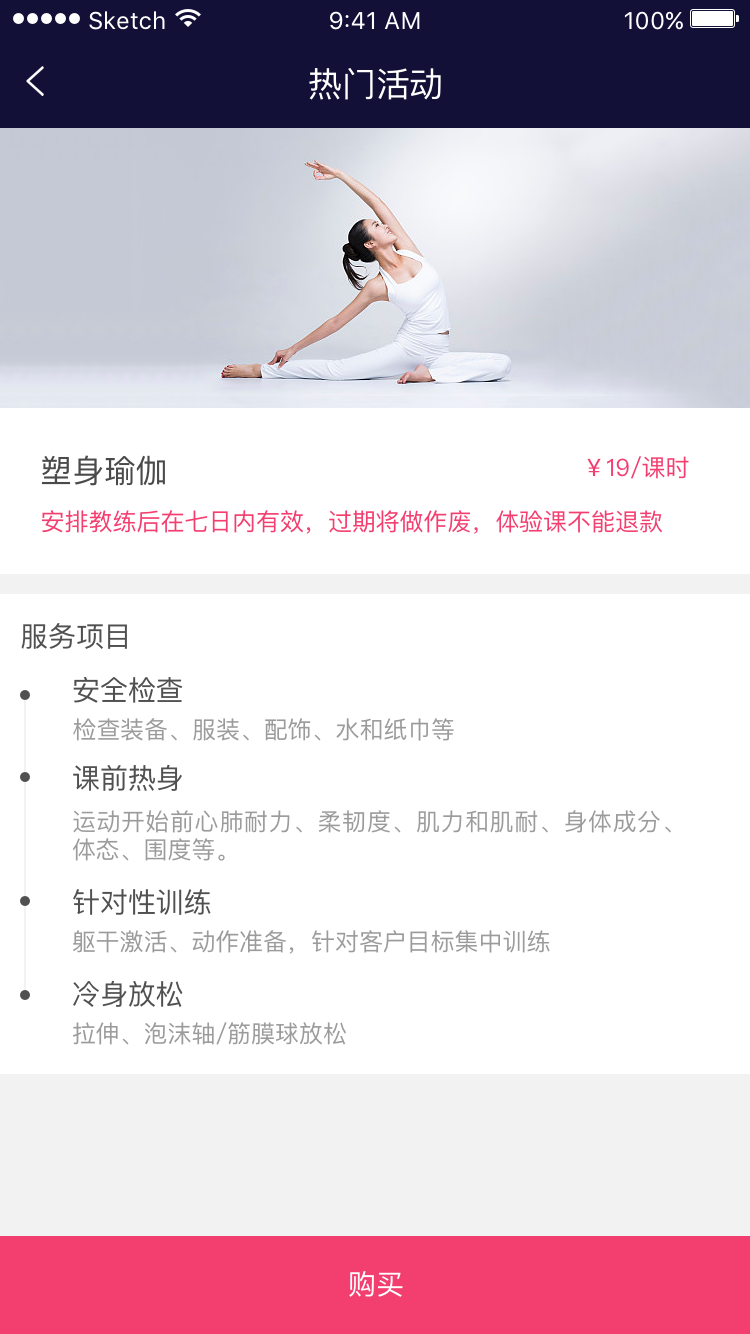 Sketch 9:41 AM 100%
热门活动
塑身瑜伽
¥19/课时
安排教练后在七日内有效，过期将做作废，体验课不能退款
服务项目
安全检查
检查装备、服装、配饰、水和纸巾等
课前热身
运动开始前心肺耐力、柔韧度、肌力和肌耐、身体成分、
体态、围度等。
针对性训练
躯干激活、动作准备，针对客户目标集中训练
冷身放松
拉伸、泡沫轴/筋膜球放松
购买